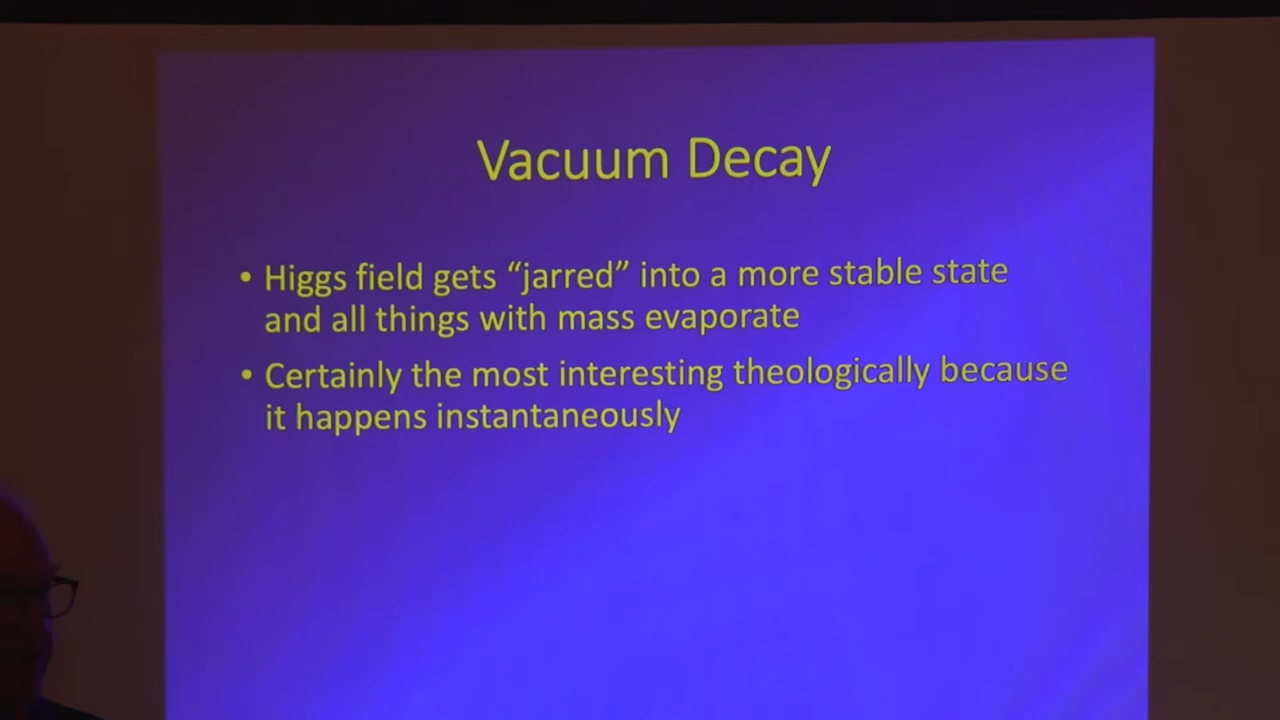 Vacuum Decay
• Higgs field gets “jarred” into a more stable state
and all things with mass evaporate
• Certainly the most interesting theologically because
it happens instantaneously